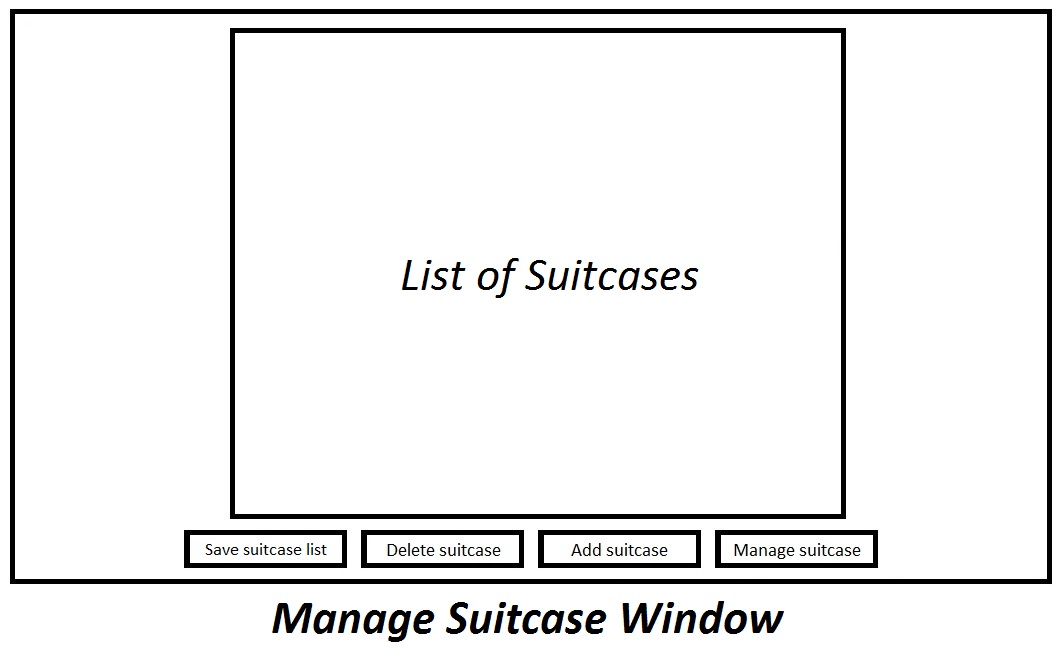 List of Suitcases
Save suitcase list
Delete suitcase
Add suitcase
Manage suitcase
Manage Suitcase Window